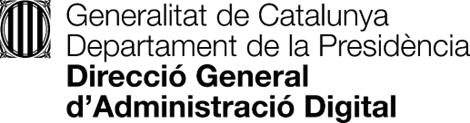 Generalitat de Catalunya
Departament de la Presidència
Direcció General
d'Administració Digital